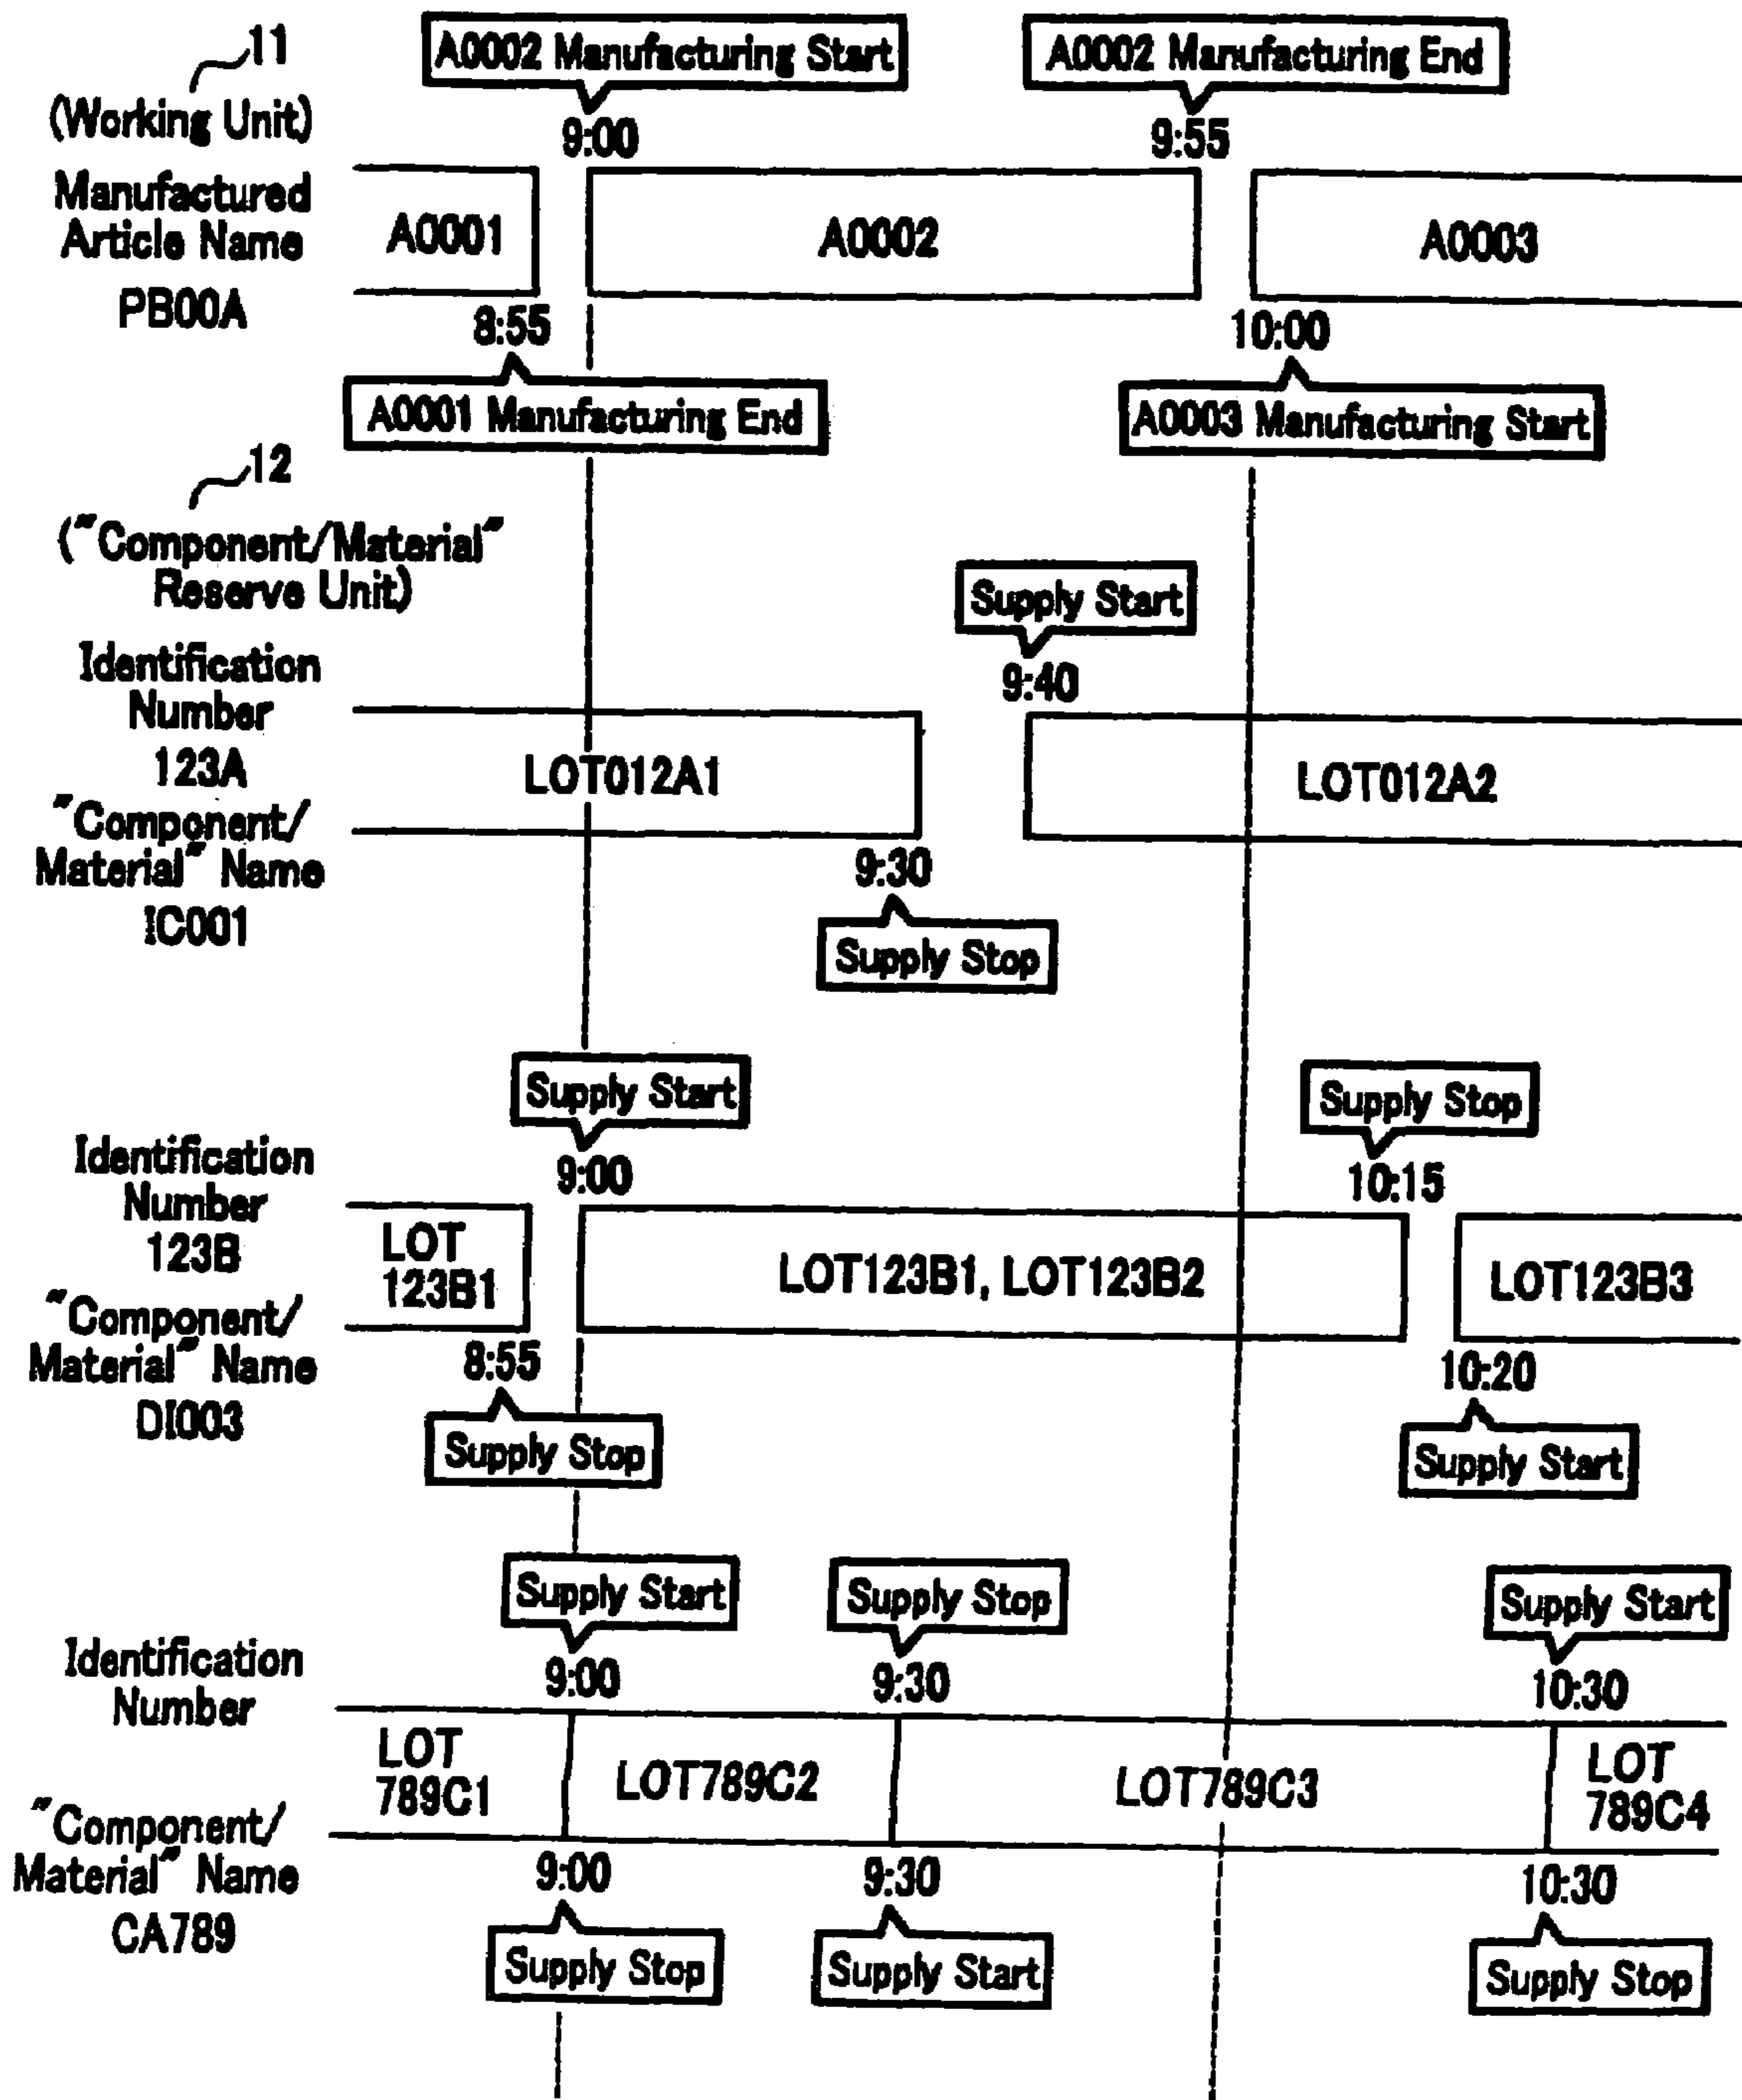 11
(Working Unit)
A0002 Manufacturing Start
A0002 Manufacturing End
9:00
9:55
Manufactured
Article Name
PB00A
A0001
A0002
A0003
8:55
10:00
A0001 Manufacturing End
A0003 Manufacturing Start
12
("Component/Material"
Reserve Unit)
Supply Start
9:40
Identification
Number
123A
"Component/
Material" Name
IC001
LOT012A1
LOT012A2
9:30
Supply Stop
Supply Start
9:00
Supply Stop
10:15
Identification
Number
123B
"Component/
Material" Name
DI003
LOT
123B1
LOT123B1, LOT123B2
LOT123B3
8:55
Supply Stop
10:20
Supply Start
Supply Start
9:00
Supply Stop
9:30
Supply Start
10:30
Identification
Number
"Component/
Material" Name
CA789
LOT
789C1
LOT789C2
LOT789C3
LOT
789C4
9:00
Supply Stop
9:30
Supply Start
10:30
Supply Stop